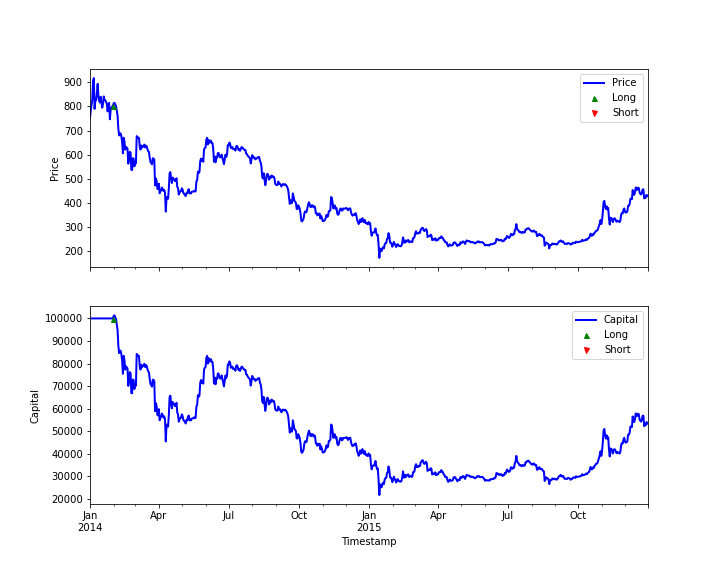 900
800
700
600
500
400
300
200
Price
Price
Long
Short
100000
90000
80000
70000
60000
50000
40000
30000
20000
Capital
Capital
Long
Short
Jan Apr Jul Oct Jan Apr Jul Oct
2014 2015
Timestamp